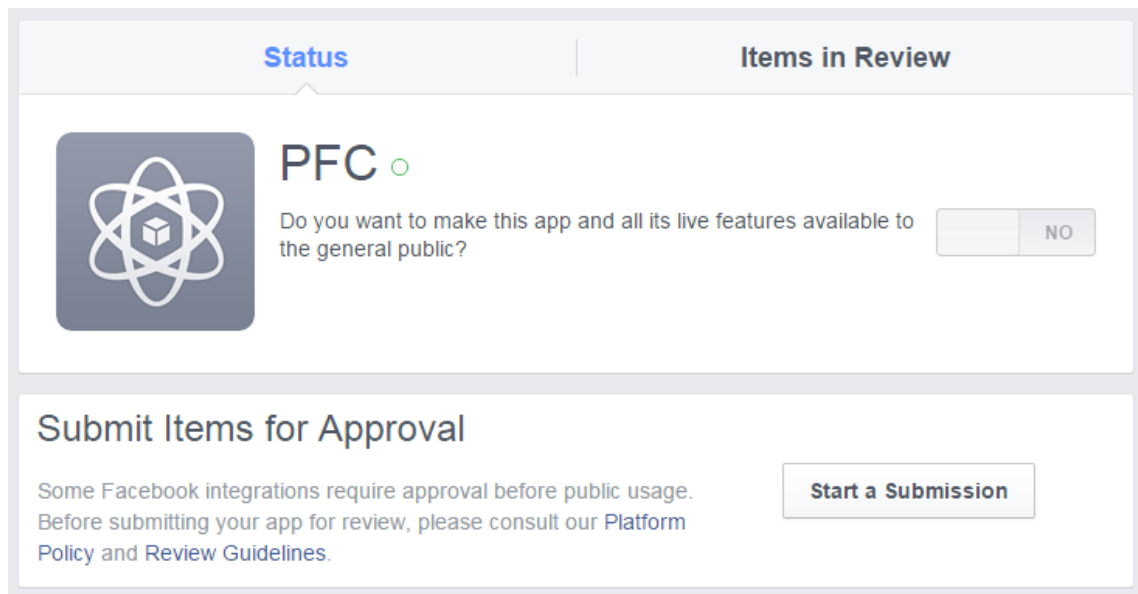 Status
Items in Review
PFC
Do you want to make this app and all its live features available to
the general public?
NO
Submit Items for Approval
Some Facebook integrations require approval before public usage.
Before submitting your app for review, please consult our Platform
Policy and Review Guidelines.
Start a Submission